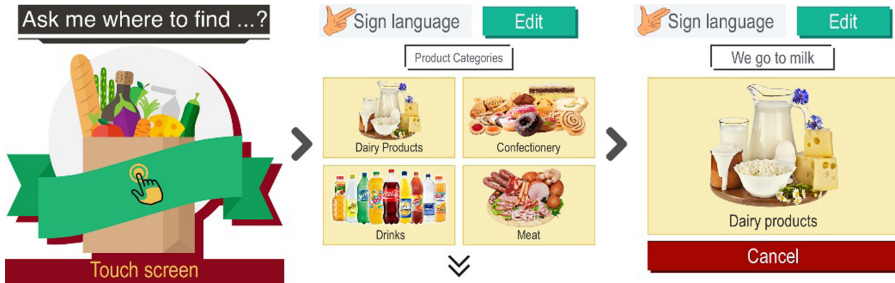 Ask me where to find ...?
Touch screen
Sign language
Edit
Product Categories
Dairy Products
Confectionery
Drinks
Meat
Sign language
Edit
We go to milk
Dairy products
Cancel